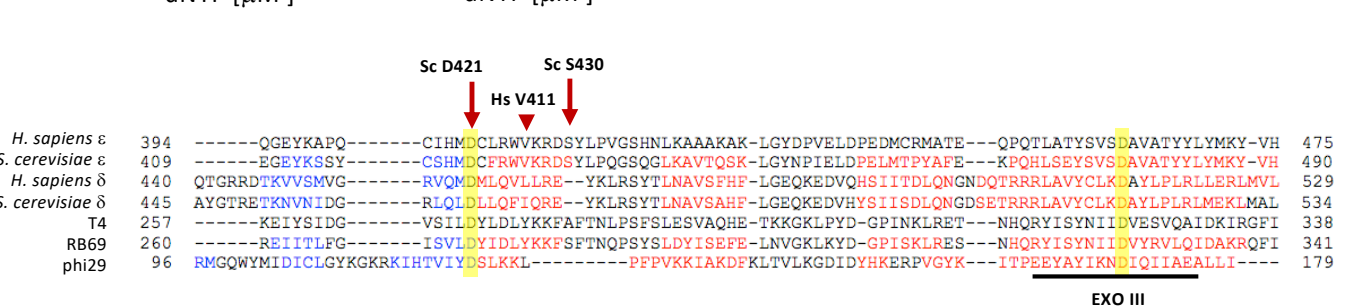 Sc D421
Sc S430
Hs V411
H. sapiens ε 394 ------QGEYKAPQ-------CIHMDCLRWVKRDSYLPVGSHNLKAAAKAK-LGYDPVELDPEDMCRMATE---QPQTLATYSVSDAVATYYLYMKY-VH 475
S. cerevisiae ε 409 ------EGEYKSSY-------CSHMDCFRWVKRDSYLPQGSQGLKAVTQSK-LGYNPIELDPELMTPYAFE---KPQHLSEYSVSDAVATYYLYMKY-VH 490
H. sapiens δ 440 QTGRRDTKVVSMVG-------RVQMDMLQVLLRE--YKLRSYTLNAVSFHF-LGEQKEDVQHSIITDLQNGNDQTRRRLAVYCLKDAYLPLRLLERLMVL 529
S. cerevisiae δ 445 AYGTRETKNVNIDG-------RLQLDLLQFIQRE--YKLRSYTLNAVSAHF-LGEQKEDVHYSIISDLQNGDSETRRRLAVYCLKDAYLPLRLMEKLMAL 534
T4 257 ------KEIYSIDG-------VSILDYLDLYKKFAFTNLPSFSLESVAQHE-TKKGKLPYD-GPINKLRET---NHQRYISYNIIDVESVQAIDKIRGFI 338
RB69 260 ------REIITLFG-------ISVLDYIDLYKKFSFTNQPSYSLDYISEFE-LNVGKLKYD-GPISKLRES---NHQRYISYNIIDVYRVLQIDAKRQFI 341
phi29 96 RMGQWYMIDICLGYKGKRKIHTVIYDSLKKL---------PFPVKKIAKDFKLTVLKGDIDYHKERPVGYK---ITPEEYAYIKNDIQIIAEALLI---- 179
EXO III